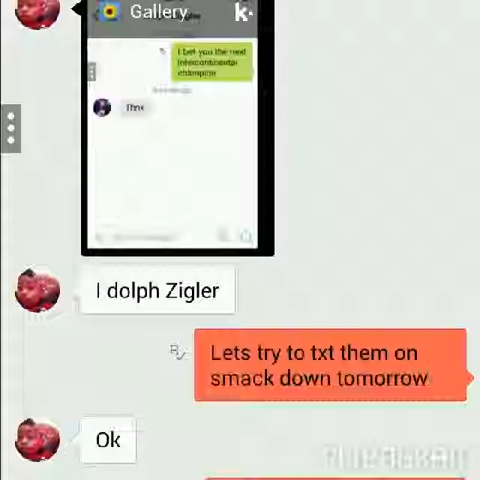 Gallery
k·
I bet you the next
intercontinental
champion
Thnx
I dolph Zigler
Lets try to txt them on
smack down tomorrow
Ok